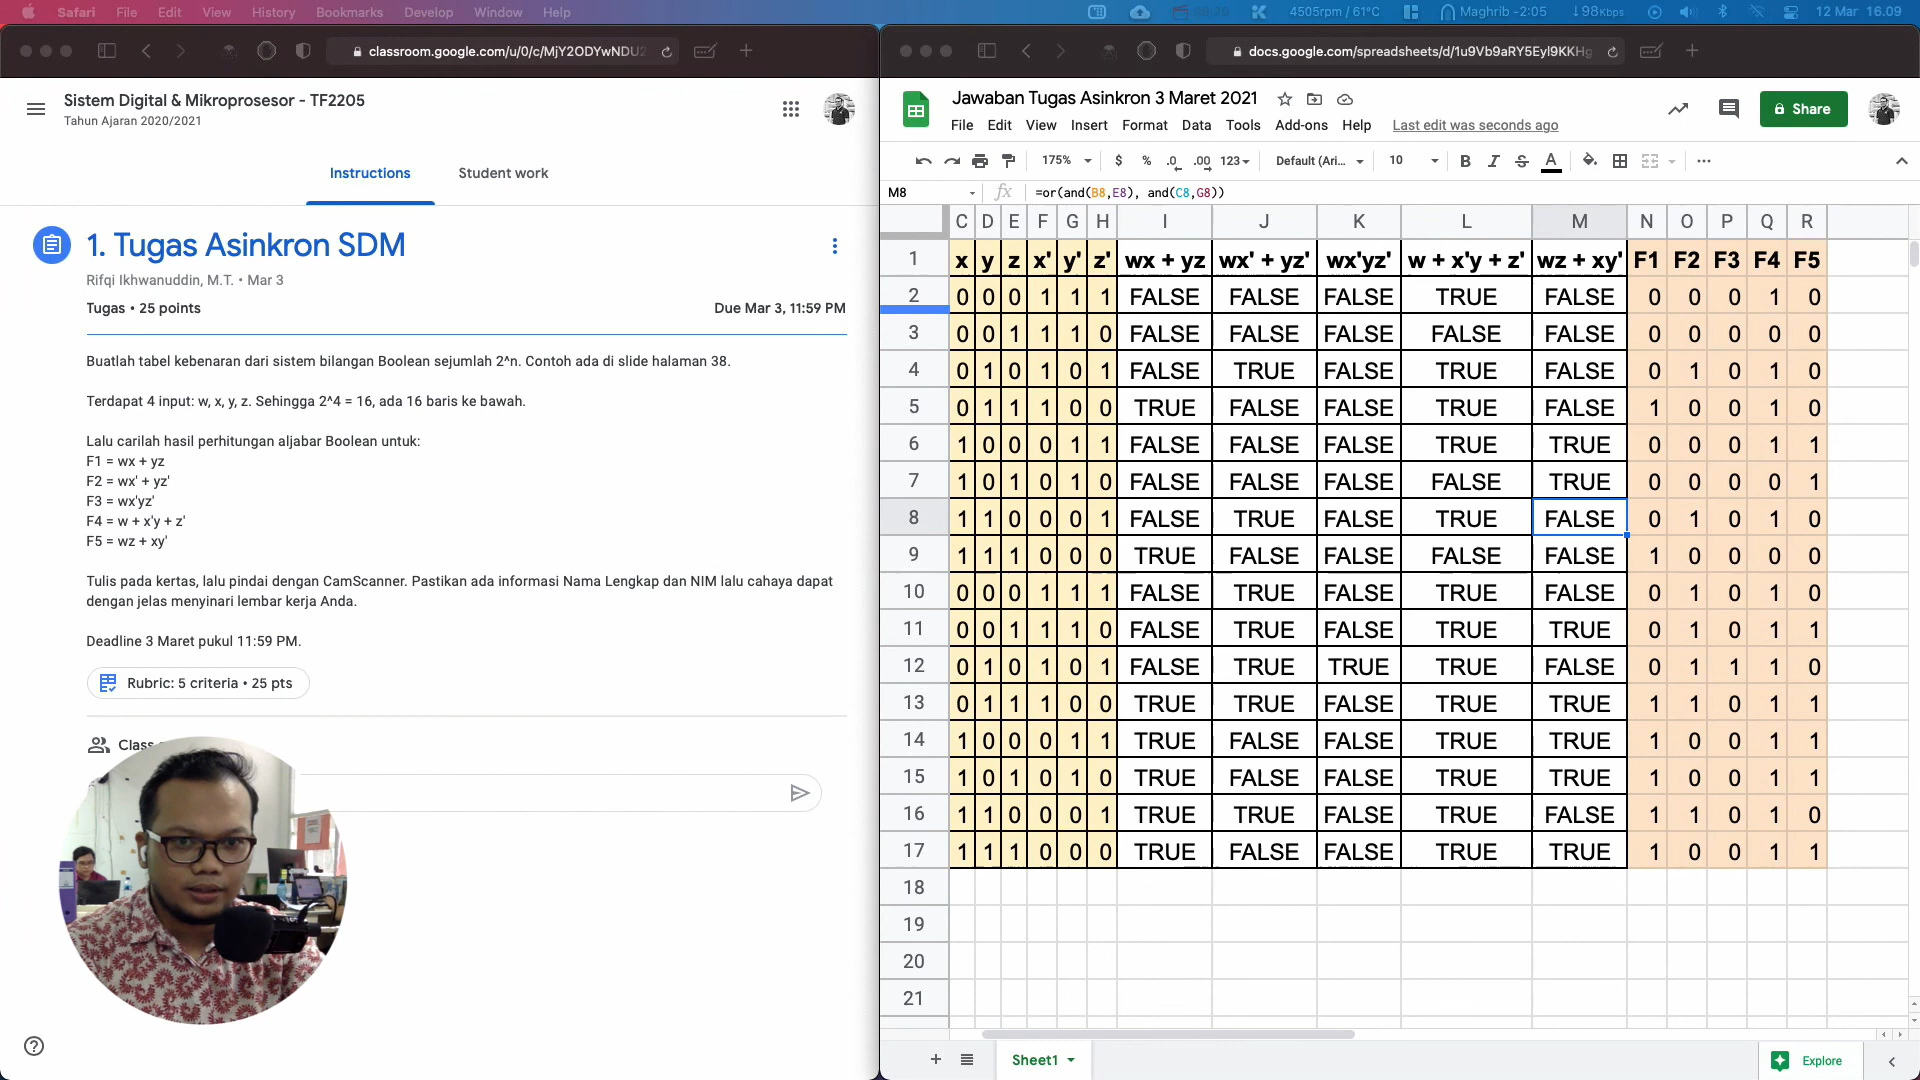 Safari File Edit View History Bookmarks Develop Window Help
4505rpm / 61°C Maghrib -2:05 ↓98Kbps 12 Mar 16.09
classroom.google.com/u/0/c/MjY2ODYwNDU2
Sistem Digital & Mikroprosesor - TF2205
Tahun Ajaran 2020/2021
Instructions Student work
1. Tugas Asinkron SDM
Rifqi Ikhwanuddin, M.T. • Mar 3
Tugas • 25 points Due Mar 3, 11:59 PM
Buatlah tabel kebenaran dari sistem bilangan Boolean sejumlah 2^n. Contoh ada di slide halaman 38.
Terdapat 4 input: w, x, y, z. Sehingga 2^4 = 16, ada 16 baris ke bawah.
Lalu carilah hasil perhitungan aljabar Boolean untuk:
F1 = wx + yz
F2 = wx' + yz'
F3 = wx'yz'
F4 = w + x'y + z'
F5 = wz + xy'
Tulis pada kertas, lalu pindai dengan CamScanner. Pastikan ada informasi Nama Lengkap dan NIM lalu cahaya dapat
dengan jelas menyinari lembar kerja Anda.
Deadline 3 Maret pukul 11:59 PM.
Rubric: 5 criteria • 25 pts
Class
docs.google.com/spreadsheets/d/1u9Vb9aRY5Eyl9KKHg
Jawaban Tugas Asinkron 3 Maret 2021
Share
File Edit View Insert Format Data Tools Add-ons Help Last edit was seconds ago
175% $ % .0 .00 123 Default (Ari... 10 B I S A
M8 fx =or(and(B8,E8), and(C8,G8))
C D E F G H I J K L M N O P Q R
1 x y z x' y' z' wx + yz wx' + yz' wx'yz' w + x'y + z' wz + xy' F1 F2 F3 F4 F5
2 0 0 0 1 1 1 FALSE FALSE FALSE TRUE FALSE 0 0 0 1 0
3 0 0 1 1 1 0 FALSE FALSE FALSE FALSE FALSE 0 0 0 0 0
4 0 1 0 1 0 1 FALSE TRUE FALSE TRUE FALSE 0 1 0 1 0
5 0 1 1 1 0 0 TRUE FALSE FALSE TRUE FALSE 1 0 0 1 0
6 1 0 0 0 1 1 FALSE FALSE FALSE TRUE TRUE 0 0 0 1 1
7 1 0 1 0 1 0 FALSE FALSE FALSE FALSE TRUE 0 0 0 0 1
8 1 1 0 0 0 1 FALSE TRUE FALSE TRUE FALSE 0 1 0 1 0
9 1 1 1 0 0 0 TRUE FALSE FALSE FALSE FALSE 1 0 0 0 0
10 0 0 0 1 1 1 FALSE TRUE FALSE TRUE FALSE 0 1 0 1 0
11 0 0 1 1 1 0 FALSE TRUE FALSE TRUE TRUE 0 1 0 1 1
12 0 1 0 1 0 1 FALSE TRUE TRUE TRUE FALSE 0 1 1 1 0
13 0 1 1 1 0 0 TRUE TRUE FALSE TRUE TRUE 1 1 0 1 1
14 1 0 0 0 1 1 TRUE FALSE FALSE TRUE TRUE 1 0 0 1 1
15 1 0 1 0 1 0 TRUE FALSE FALSE TRUE TRUE 1 0 0 1 1
16 1 1 0 0 0 1 TRUE TRUE FALSE TRUE FALSE 1 1 0 1 0
17 1 1 1 0 0 0 TRUE FALSE FALSE TRUE TRUE 1 0 0 1 1
18
19
20
21
Sheet1
Explore